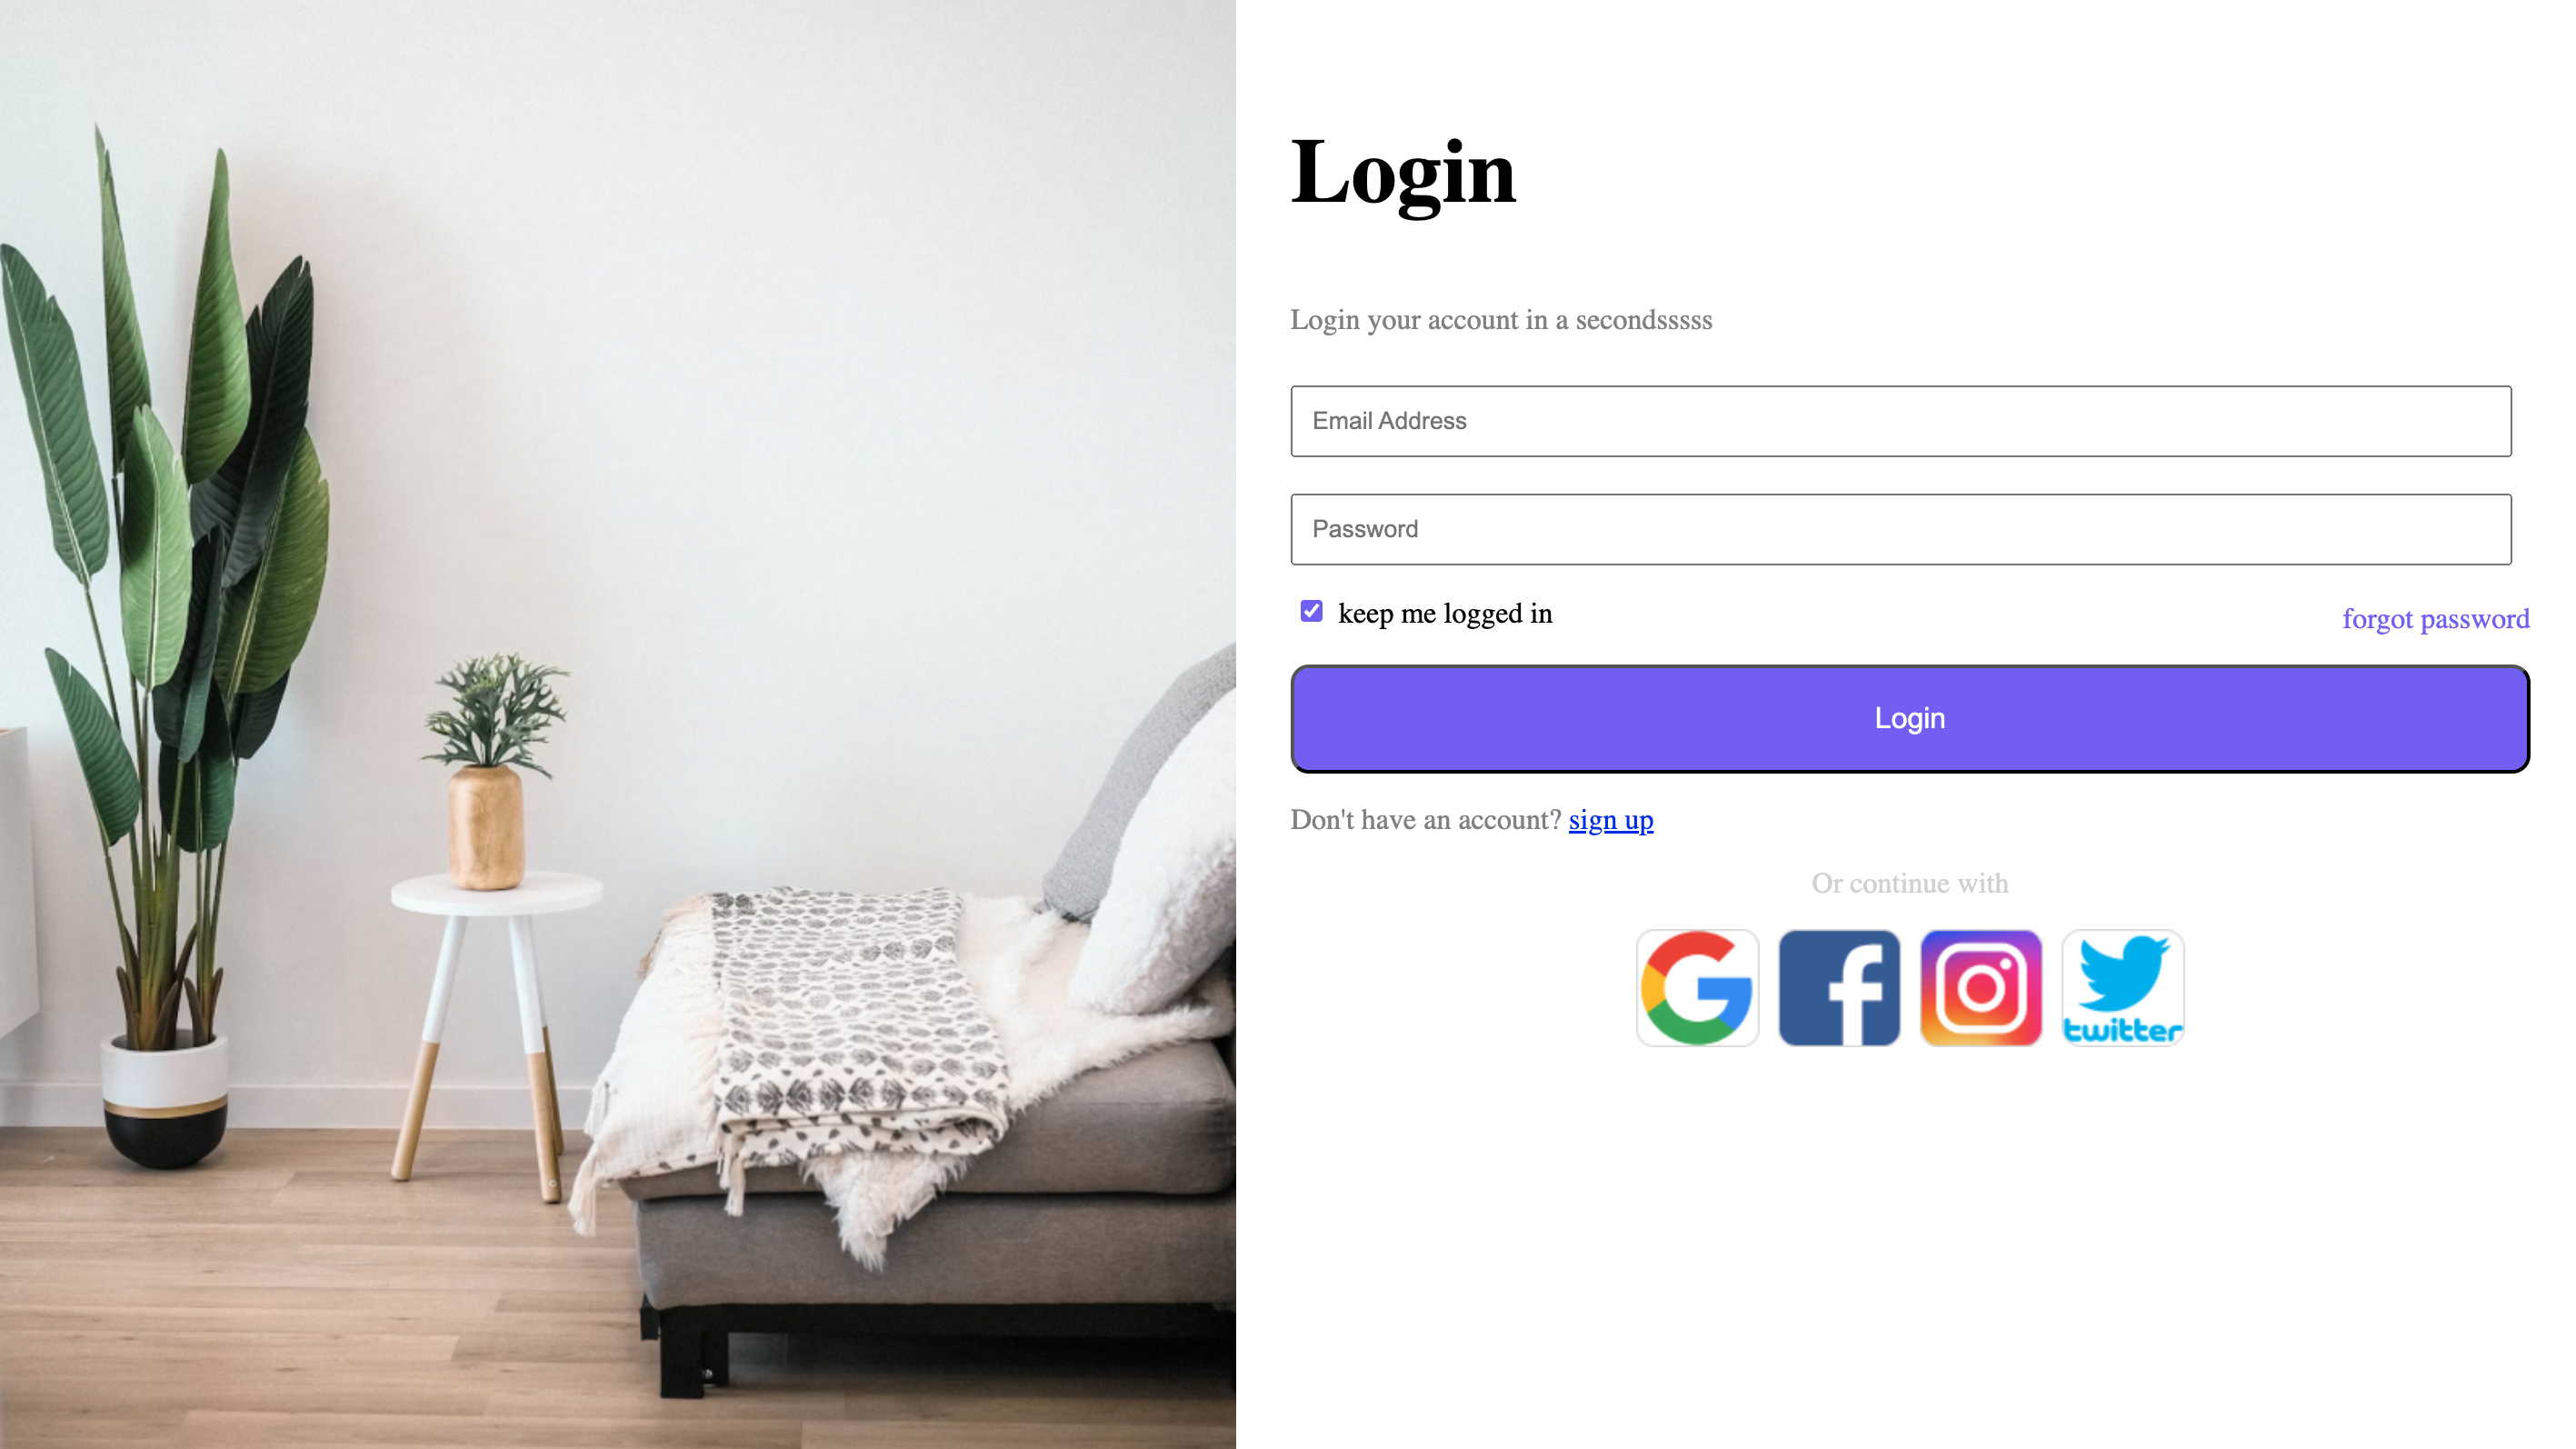 Login
Login your account in a secondsssss
Email Address
Password
keep me logged in
forgot password
Login
Don't have an account? sign up
Or continue with
twitter